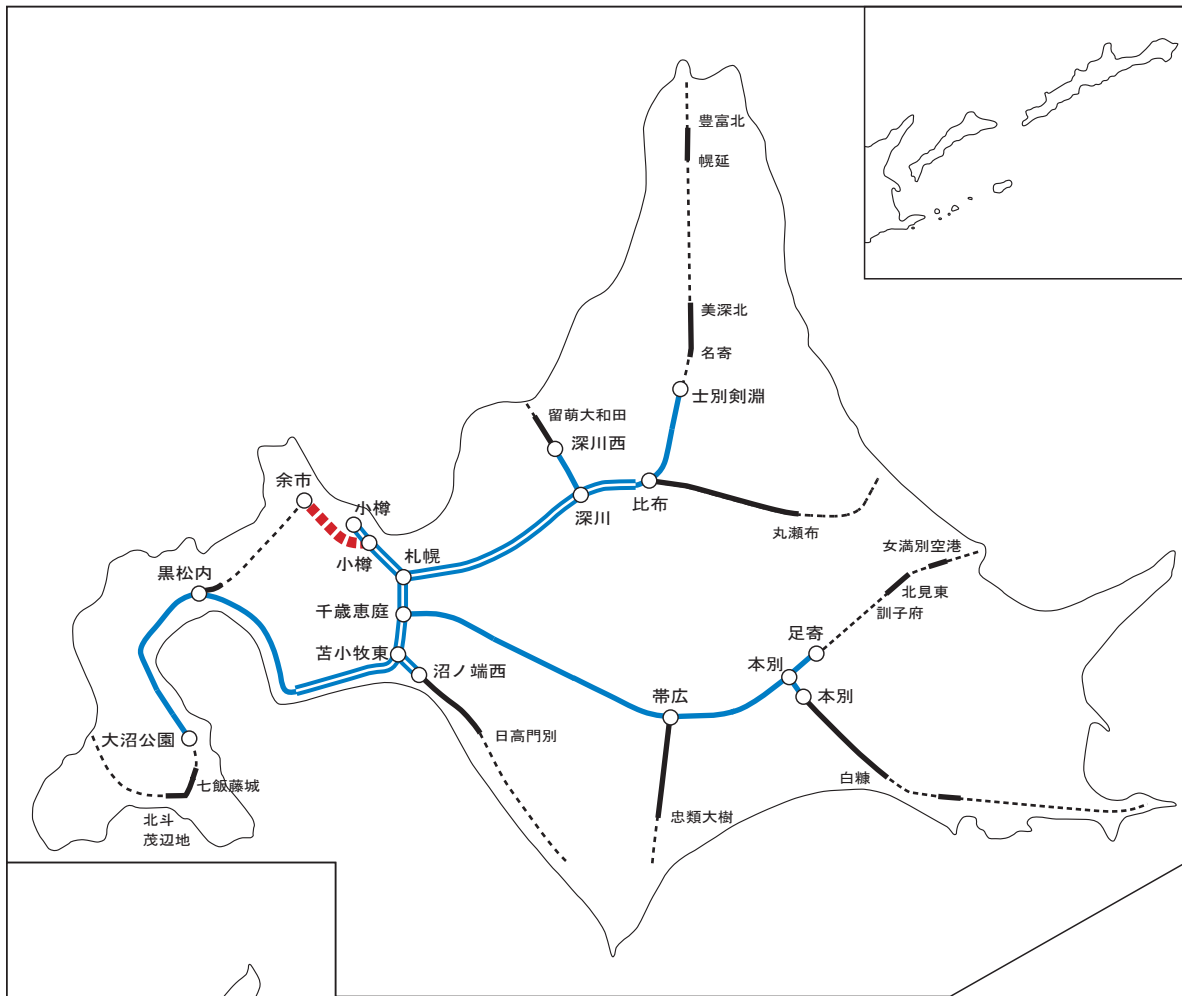 豊富北
幌延
美深北
名寄
士別剣淵
留萌大和田
深川西
余市
小樽
深川
比布
丸瀬布
小樽
札幌
女満別空港
黒松内
北見東
千歳恵庭
訓子府
足寄
苫小牧東
沼ノ端西
本別
本別
帯広
大沼公園
日高門別
七飯藤城
白糠
北斗
茂辺地
忠類大樹